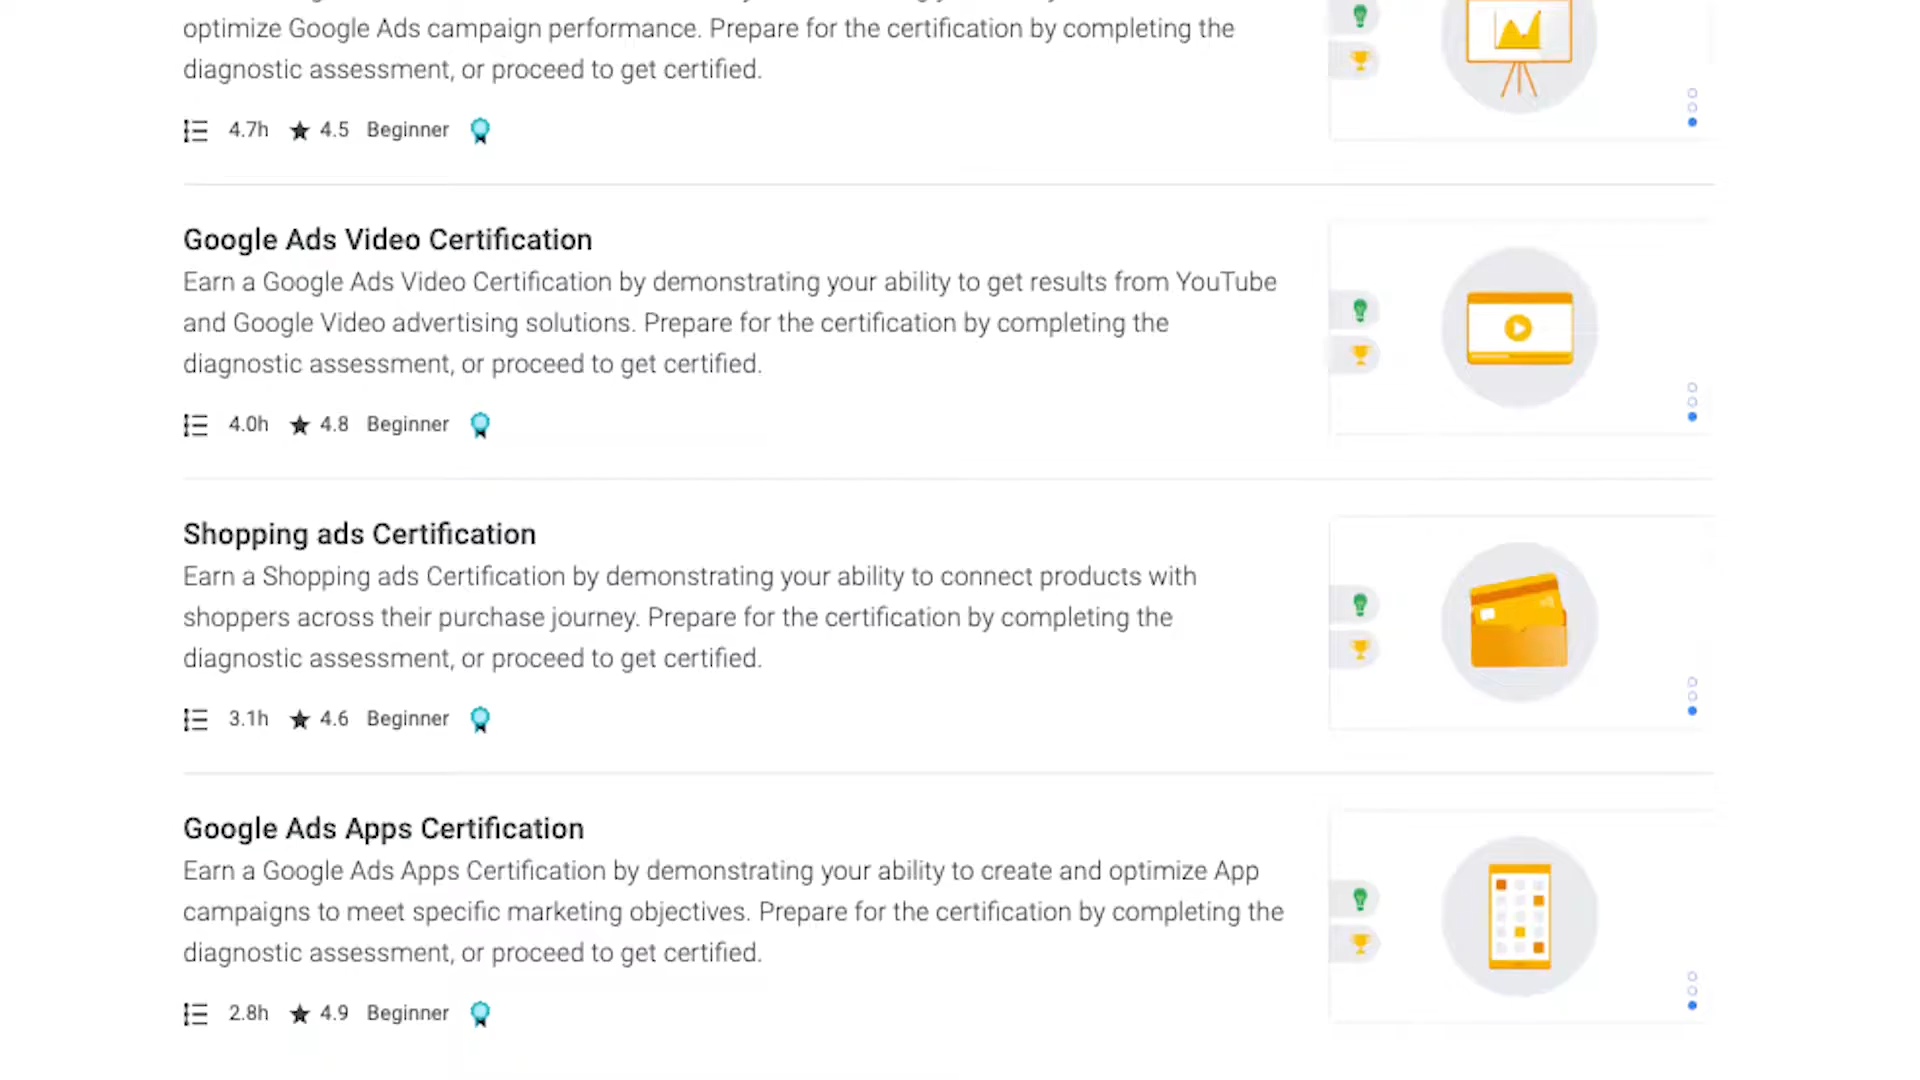 optimize Google Ads campaign performance. Prepare for the certification by completing the
diagnostic assessment, or proceed to get certified.
4.7h 4.5 Beginner
Google Ads Video Certification
Earn a Google Ads Video Certification by demonstrating your ability to get results from YouTube
and Google Video advertising solutions. Prepare for the certification by completing the
diagnostic assessment, or proceed to get certified.
4.0h 4.8 Beginner
Shopping ads Certification
Earn a Shopping ads Certification by demonstrating your ability to connect products with
shoppers across their purchase journey. Prepare for the certification by completing the
diagnostic assessment, or proceed to get certified.
3.1h 4.6 Beginner
Google Ads Apps Certification
Earn a Google Ads Apps Certification by demonstrating your ability to create and optimize App
campaigns to meet specific marketing objectives. Prepare for the certification by completing the
diagnostic assessment, or proceed to get certified.
2.8h 4.9 Beginner